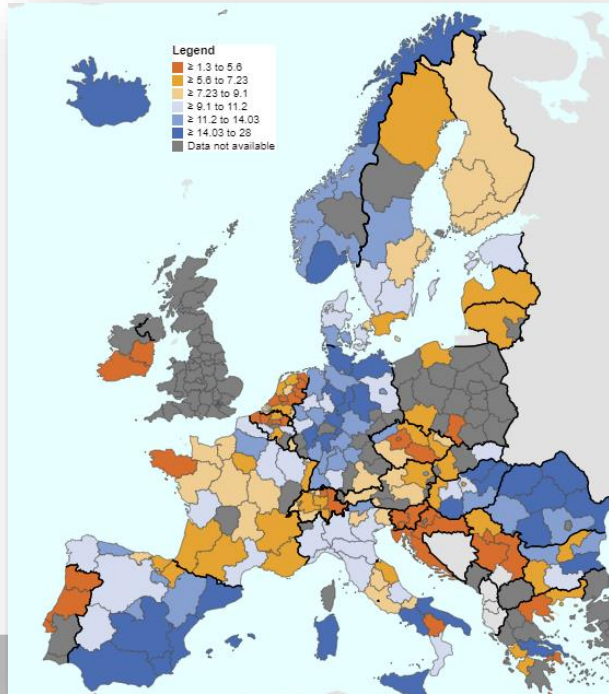 Legend
≥ 1.3 to 5.6
≥ 5.6 to 7.23
≥ 7.23 to 9.1
≥ 9.1 to 11.2
≥ 11.2 to 14.03
≥ 14.03 to 28
Data not available